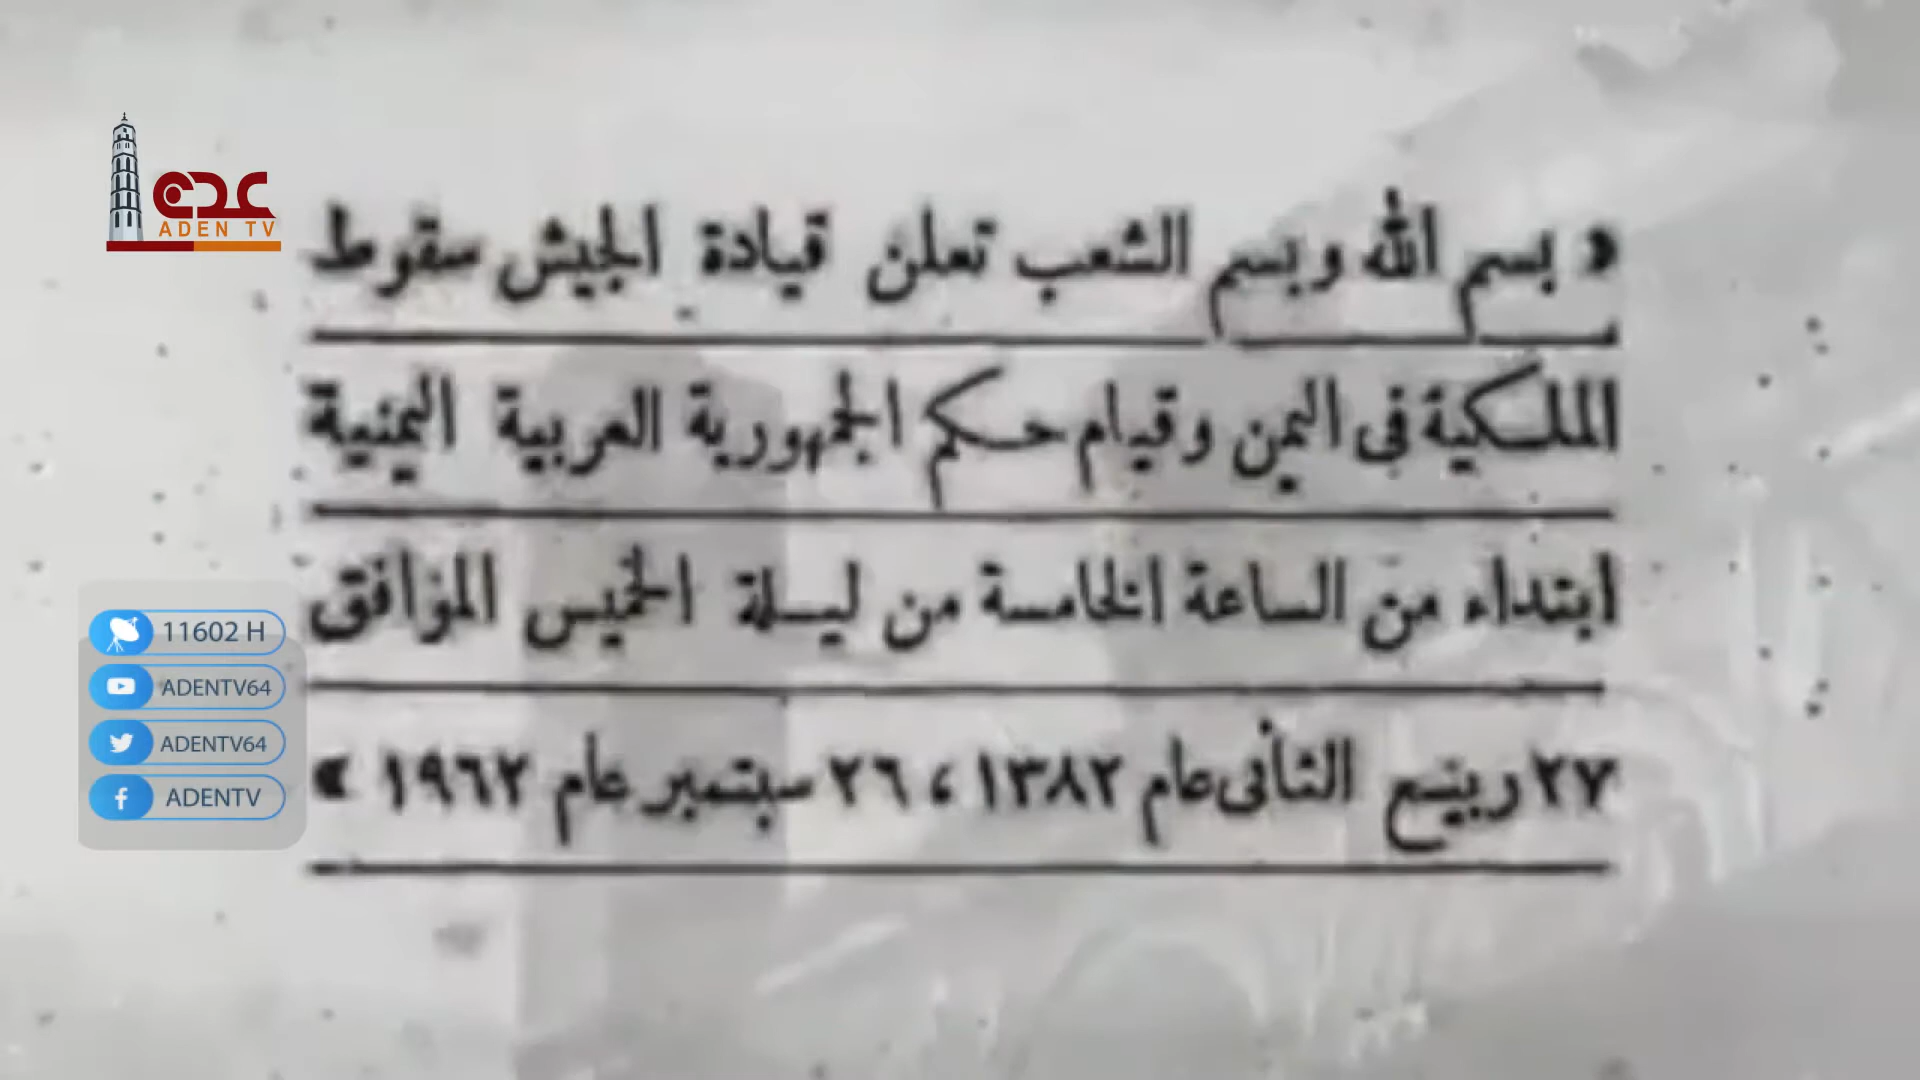 عدن
ADEN TV
« بسم الله وبسم الشعب تعلن قيادة الجيش سقوط
الملكية فى اليمن وقيام حكم الجمهورية العربية اليمنية
ابتداء من الساعة الخامسة من ليلة الخميس الموافق
٢٧ ربيع الثانى عام ١٣٨٢ ، ٢٦ سبتمبر عام ١٩٦٢ »
11602 H
ADENTV64
ADENTV64
ADENTV